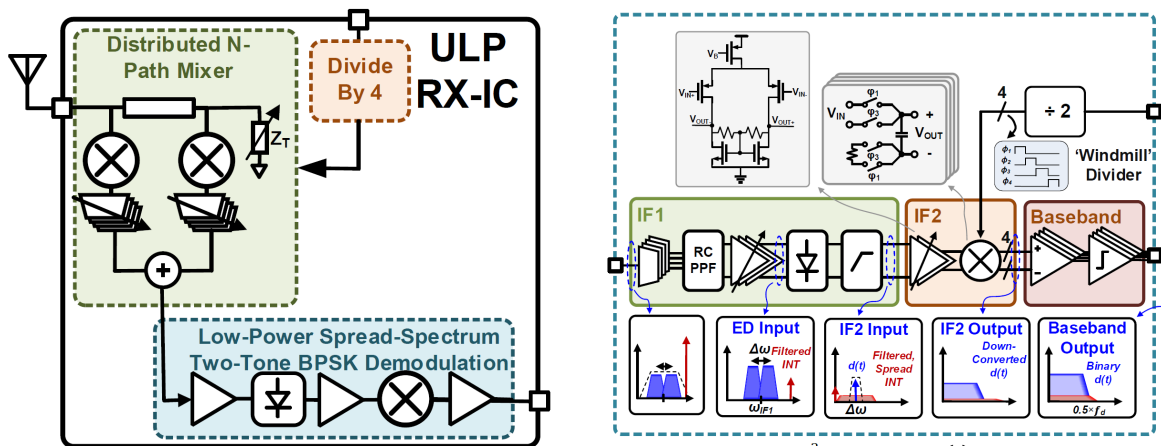 Distributed N-
Path Mixer
Divide
By 4
ULP
RX-IC
Z_T
+
Low-Power Spread-Spectrum
Two-Tone BPSK Demodulation
V_B
V_IN+
V_IN-
V_OUT-
V_OUT+
φ1
V_IN
φ3
+
V_OUT
-
φ3
φ1
4
÷ 2
ϕ1
ϕ2
ϕ3
ϕ4
'Windmill'
Divider
IF1
IF2
Baseband
RC
PPF
4
4
+
-
ED Input
Δω
Filtered
INT
ω_IF1
IF2 Input
d(t)
Filtered,
Spread
INT
Δω
IF2 Output
Down-
Converted
d(t)
Baseband
Output
Binary
d(t)
0.5×f_d